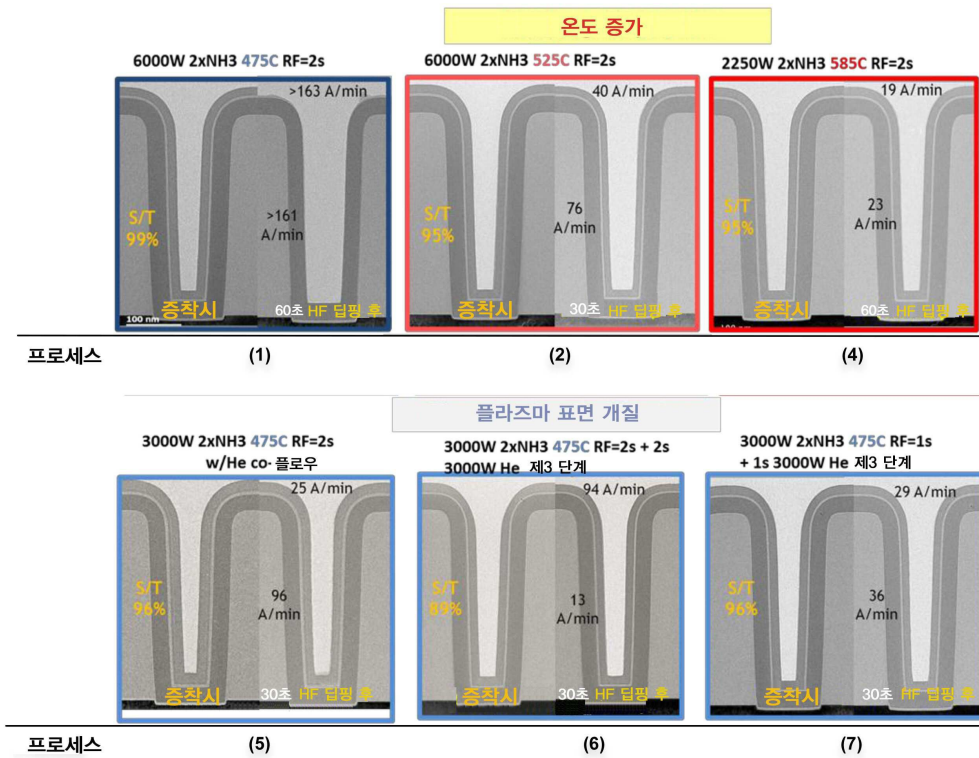 온도 증가
6000W 2xNH3 475C RF=2s
6000W 2xNH3 525C RF=2s
2250W 2xNH3 585C RF=2s
>163 A/min
40 A/min
19 A/min
S/T
99%
>161
A/min
S/T
95%
76
A/min
S/T
95%
23
A/min
증착시
60초 HF 딥핑 후
증착시
30초 HF 딥핑 후
증착시
60초 HF 딥핑 후
100 nm
프로세스 (1) (2) (4)
플라즈마 표면 개질
3000W 2xNH3 475C RF=2s
w/He co- 플로우
3000W 2xNH3 475C RF=2s + 2s
3000W He 제3 단계
3000W 2xNH3 475C RF=1s
+ 1s 3000W He 제3 단계
25 A/min
94 A/min
29 A/min
S/T
96%
96
A/min
S/T
89%
13
A/min
S/T
96%
36
A/min
증착시
30초 HF 딥핑 후
증착시
30초 HF 딥핑 후
증착시
30초 HF 딥핑 후
프로세스 (5) (6) (7)